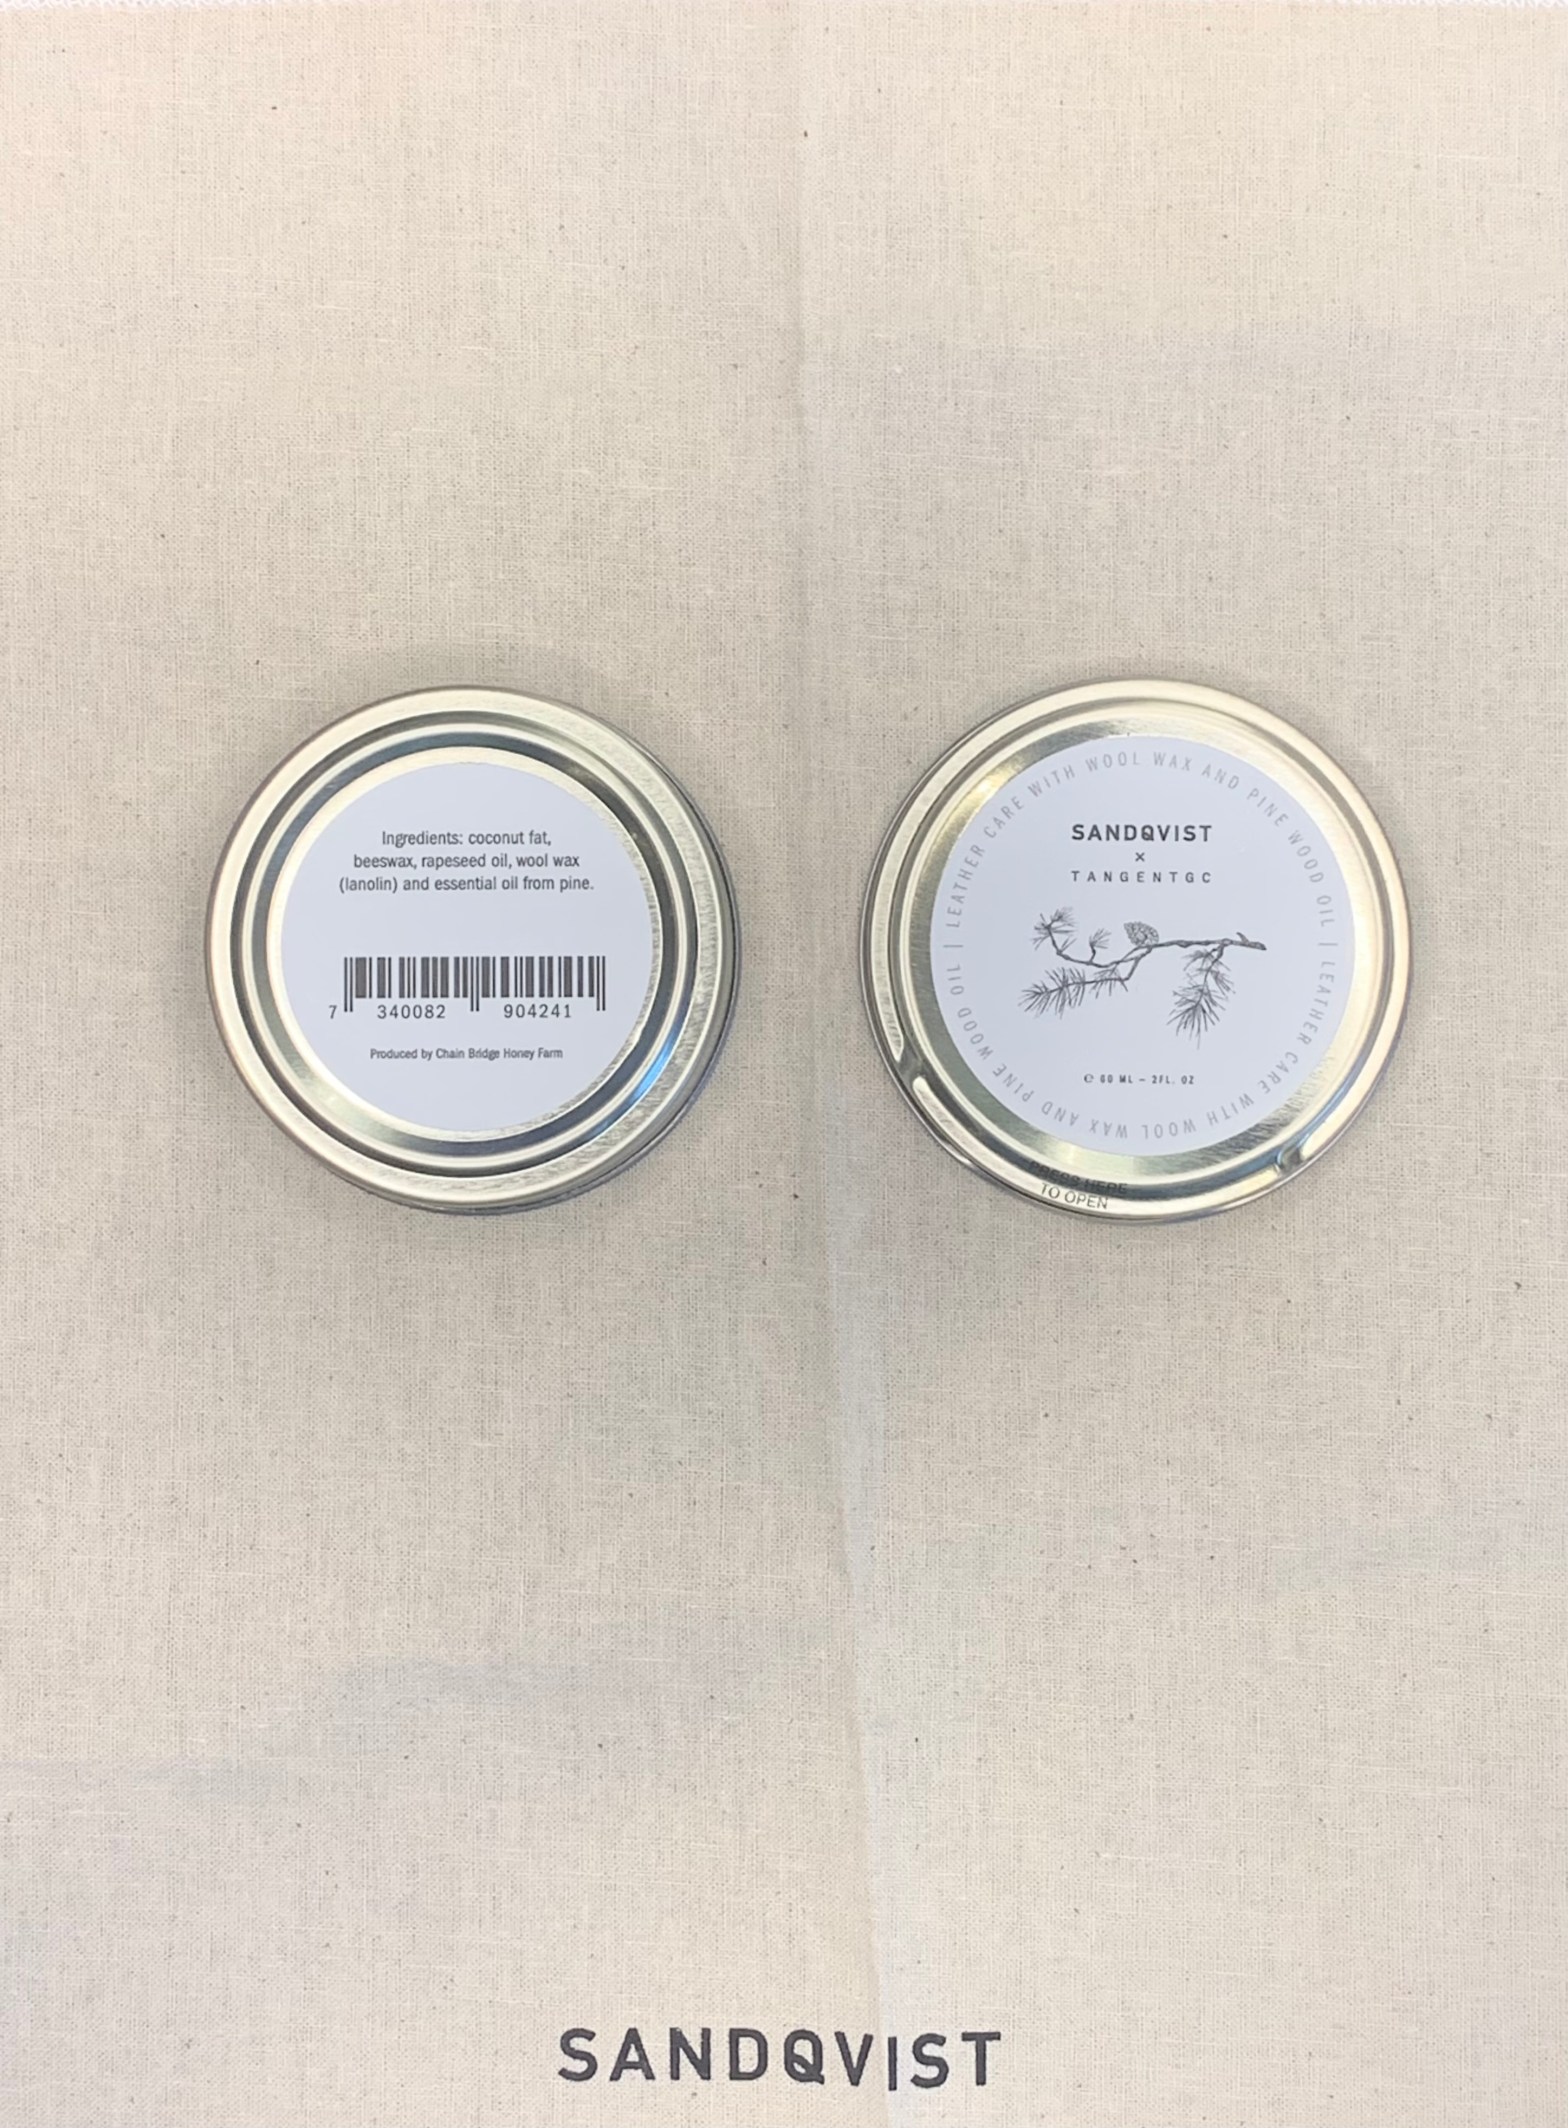 Ingredients: coconut fat,
beeswax, rapeseed oil, wool wax
(lanolin) and essential oil from pine.
7 340082 904241
Produced by Chain Bridge Honey Farm
LEATHER CARE WITH WOOL WAX AND PINE WOOD OIL | LEATHER CARE WITH WOOL WAX AND PINE WOOD OIL |
SANDQVIST
×
TANGENTGC
℮ 60 ML – 2FL. OZ
PRESS HERE
TO OPEN
SANDQVIST